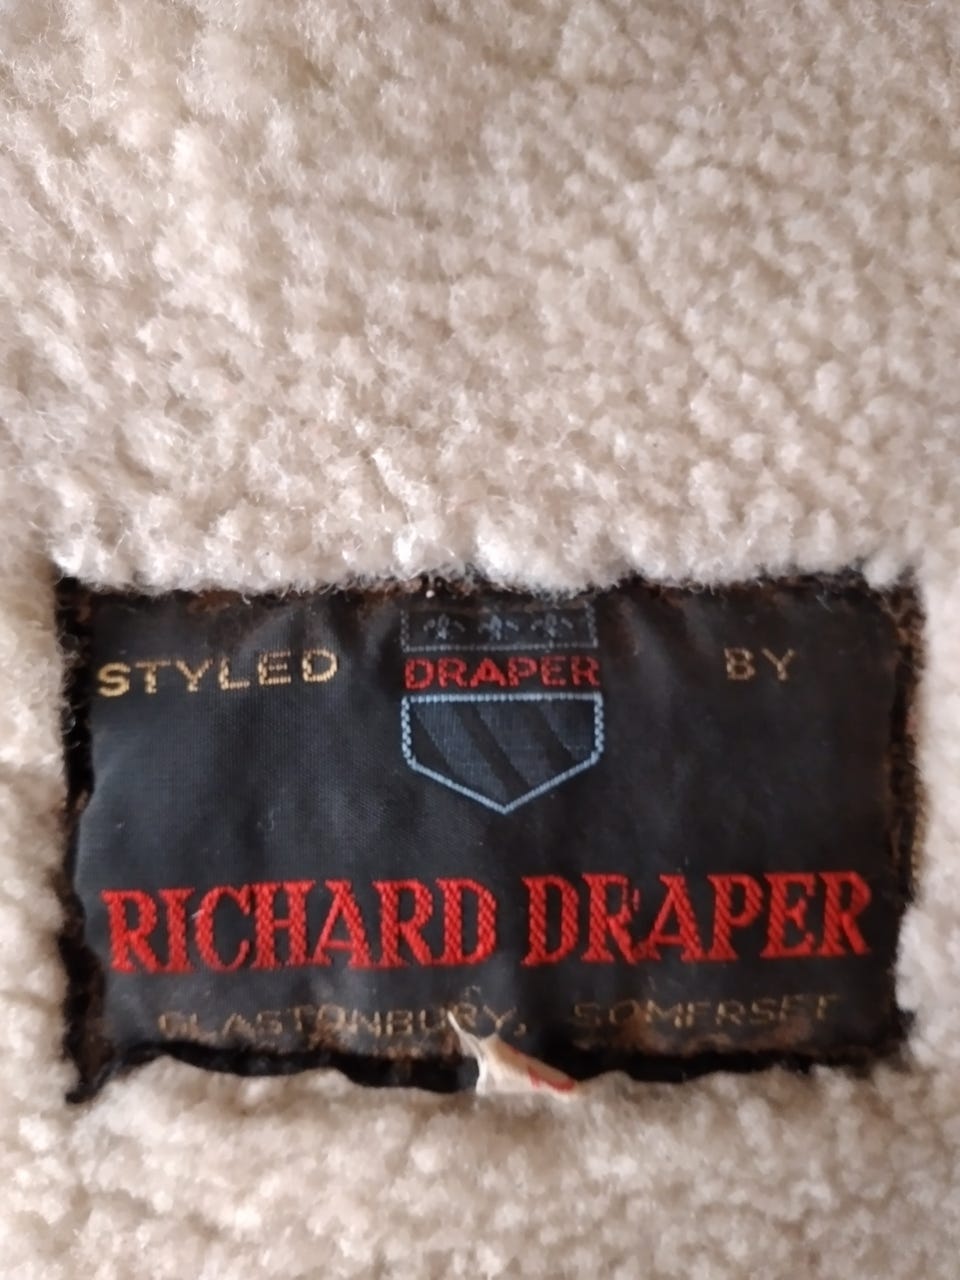 STYLED DRAPER BY
RICHARD DRAPER
GLASTONBURY, SOMERSET